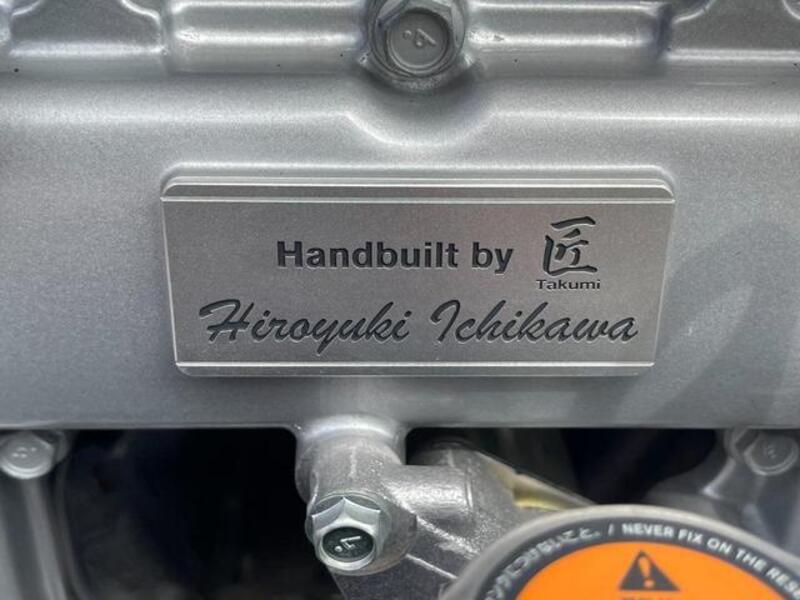 Handbuilt by 匠
Takumi
Hiroyuki Ichikawa
/ NEVER FIX ON THE RES